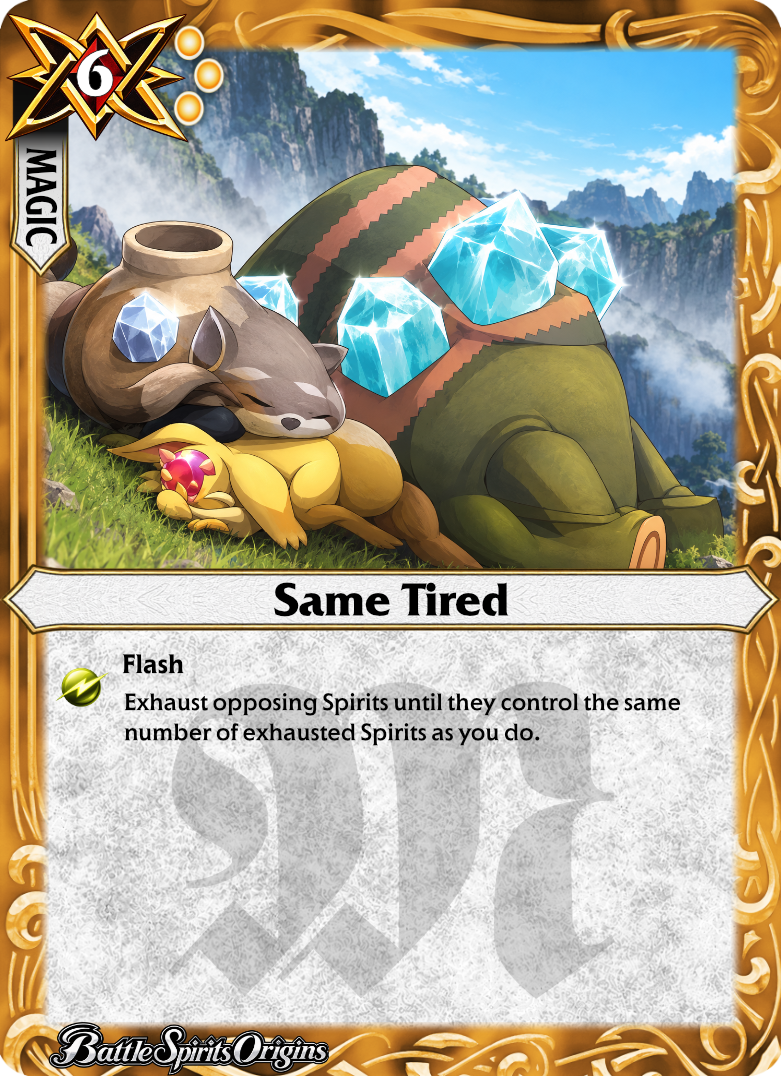 6
MAGIC
Same Tired
Flash
Exhaust opposing Spirits until they control the same
number of exhausted Spirits as you do.
M
Battle Spirits Origins